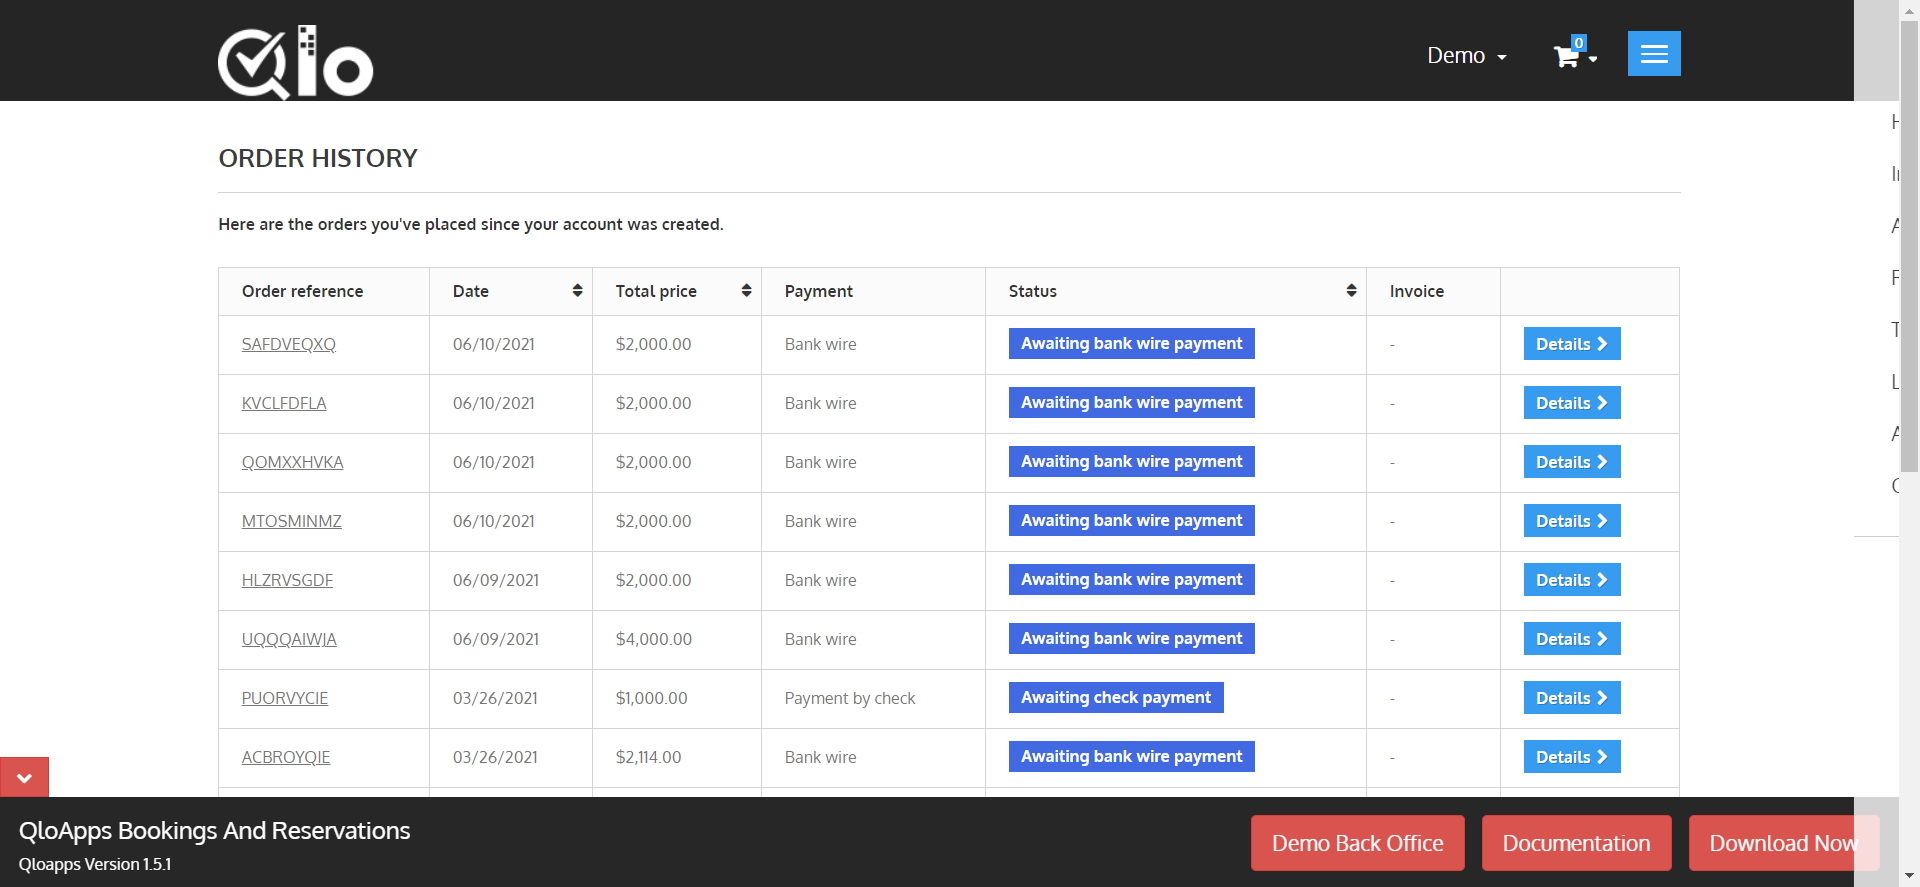 Qlo
Demo
0
ORDER HISTORY
Here are the orders you've placed since your account was created.
Order reference Date Total price Payment Status Invoice
SAFDVEQXQ 06/10/2021 $2,000.00 Bank wire Awaiting bank wire payment - Details
KVCLFDFLA 06/10/2021 $2,000.00 Bank wire Awaiting bank wire payment - Details
QOMXXHVKA 06/10/2021 $2,000.00 Bank wire Awaiting bank wire payment - Details
MTOSMINMZ 06/10/2021 $2,000.00 Bank wire Awaiting bank wire payment - Details
HLZRVSGDF 06/09/2021 $2,000.00 Bank wire Awaiting bank wire payment - Details
UQQQAIWJA 06/09/2021 $4,000.00 Bank wire Awaiting bank wire payment - Details
PUORVYCIE 03/26/2021 $1,000.00 Payment by check Awaiting check payment - Details
ACBROYQIE 03/26/2021 $2,114.00 Bank wire Awaiting bank wire payment - Details
QloApps Bookings And Reservations
Qloapps Version 1.5.1
Demo Back Office Documentation Download Now